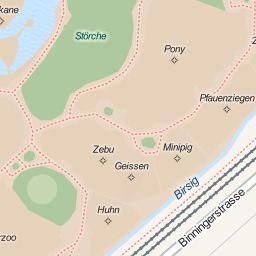 Störche
Pony
Pfauenziegen
Zebu
Minipig
Geissen
Birsig
Huhn
Binningerstrasse